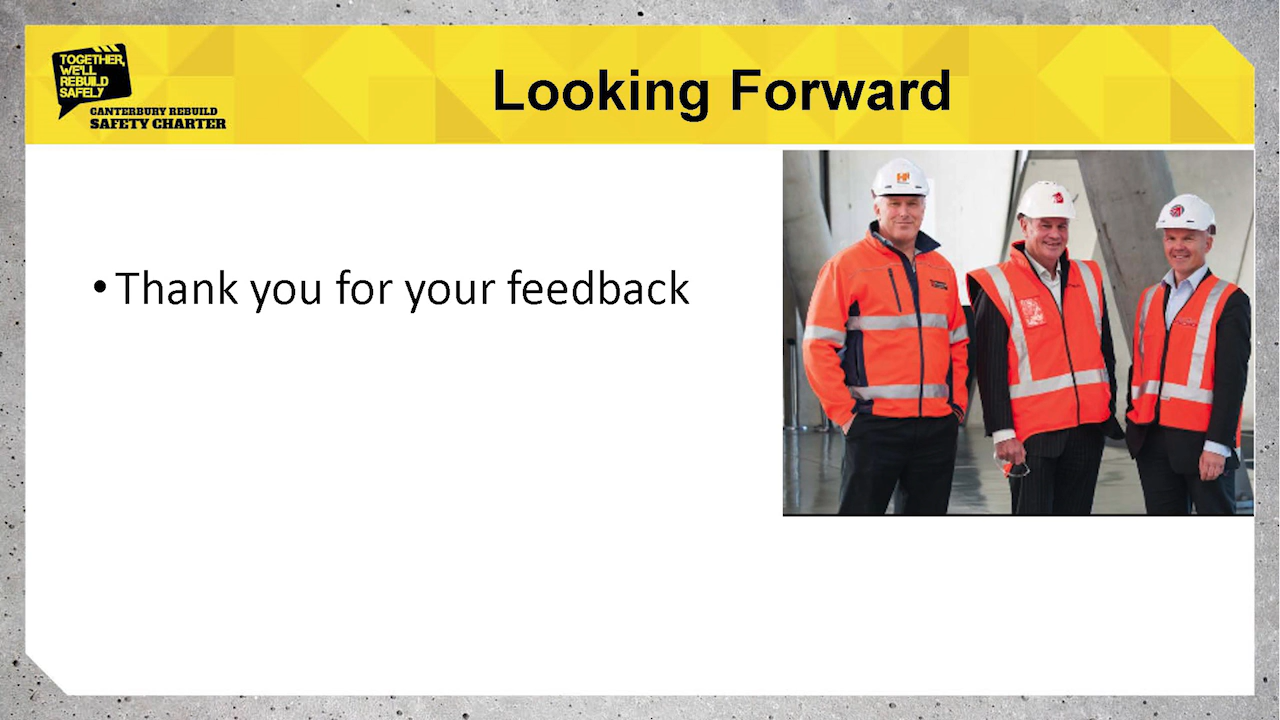 TOGETHER,
WE'LL
REBUILD
SAFELY
CANTERBURY REBUILD
SAFETY CHARTER
Looking Forward
• Thank you for your feedback